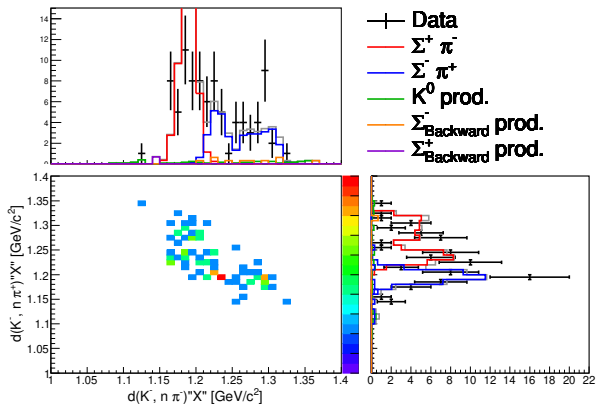 14
12
10
8
6
4
2
0
Data
Σ⁺ π⁻
Σ⁻ π⁺
K⁰ prod.
Σ⁻Backward prod.
Σ⁺Backward prod.
1.4
1.35
1.3
1.25
1.2
1.15
1.1
1.05
1
d(K⁻, n π⁺)"X" [GeV/c²]
1 1.05 1.1 1.15 1.2 1.25 1.3 1.35 1.4
d(K⁻, n π⁻)"X" [GeV/c²]
0 2 4 6 8 10 12 14 16 18 20 22